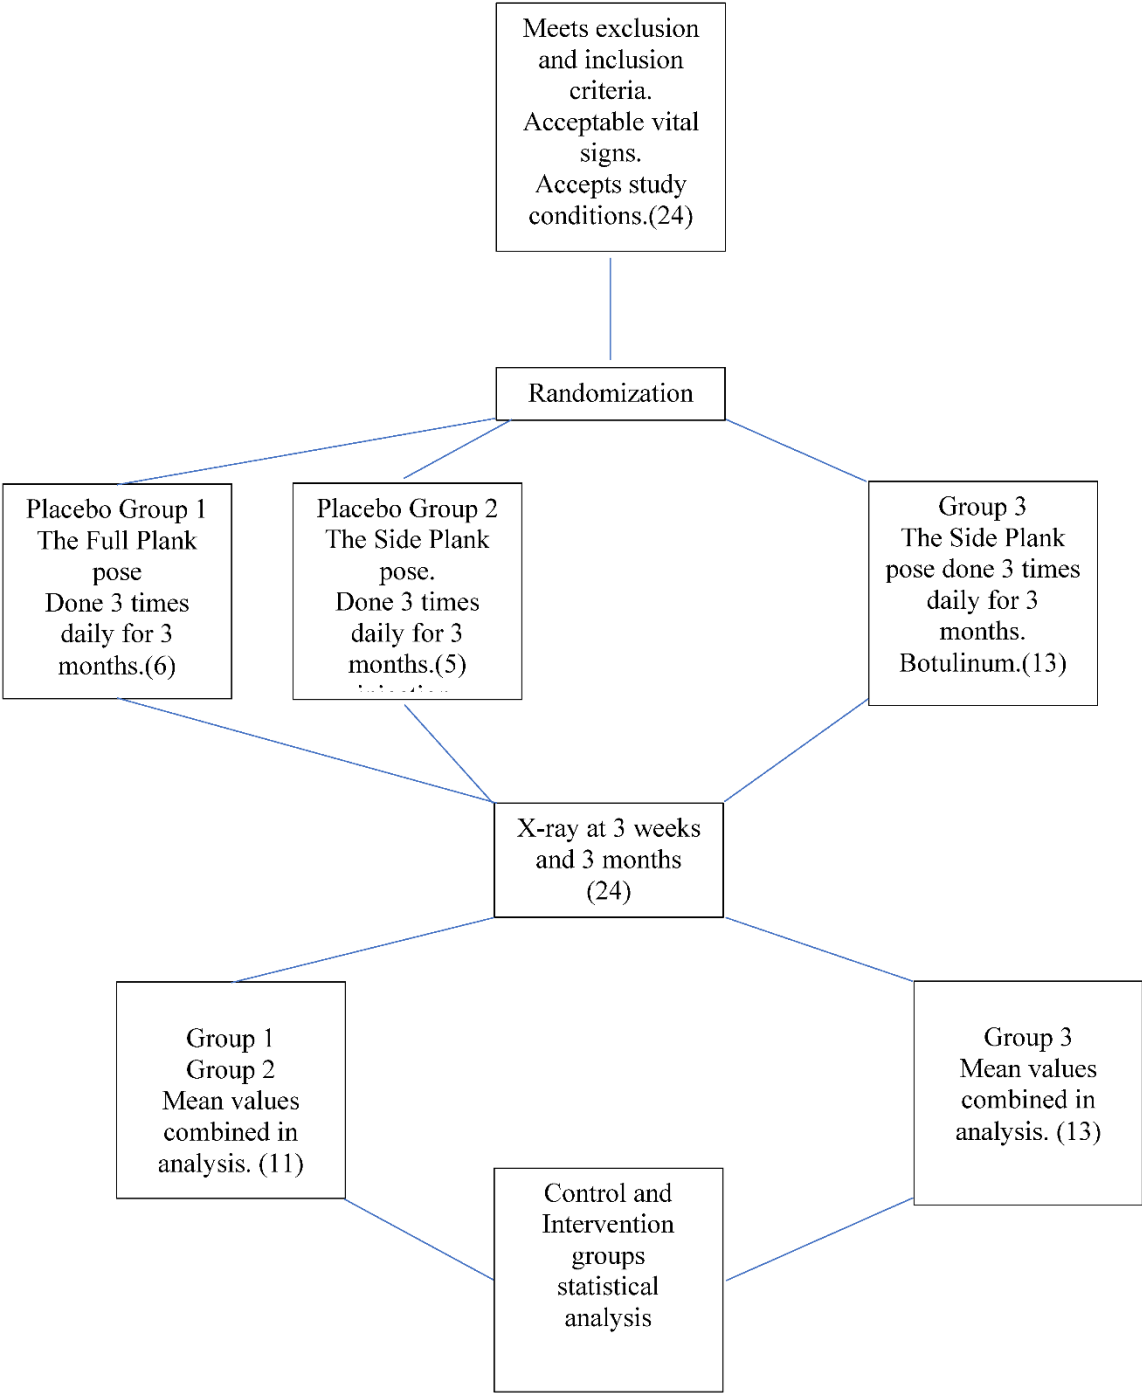 Meets exclusion
and inclusion
criteria.
Acceptable vital
signs.
Accepts study
conditions.(24)
Randomization
Placebo Group 1
The Full Plank
pose
Done 3 times
daily for 3
months.(6)
Placebo Group 2
The Side Plank
pose.
Done 3 times
daily for 3
months.(5)
Group 3
The Side Plank
pose done 3 times
daily for 3
months.
Botulinum.(13)
X-ray at 3 weeks
and 3 months
(24)
Group 1
Group 2
Mean values
combined in
analysis. (11)
Group 3
Mean values
combined in
analysis. (13)
Control and
Intervention
groups
statistical
analysis